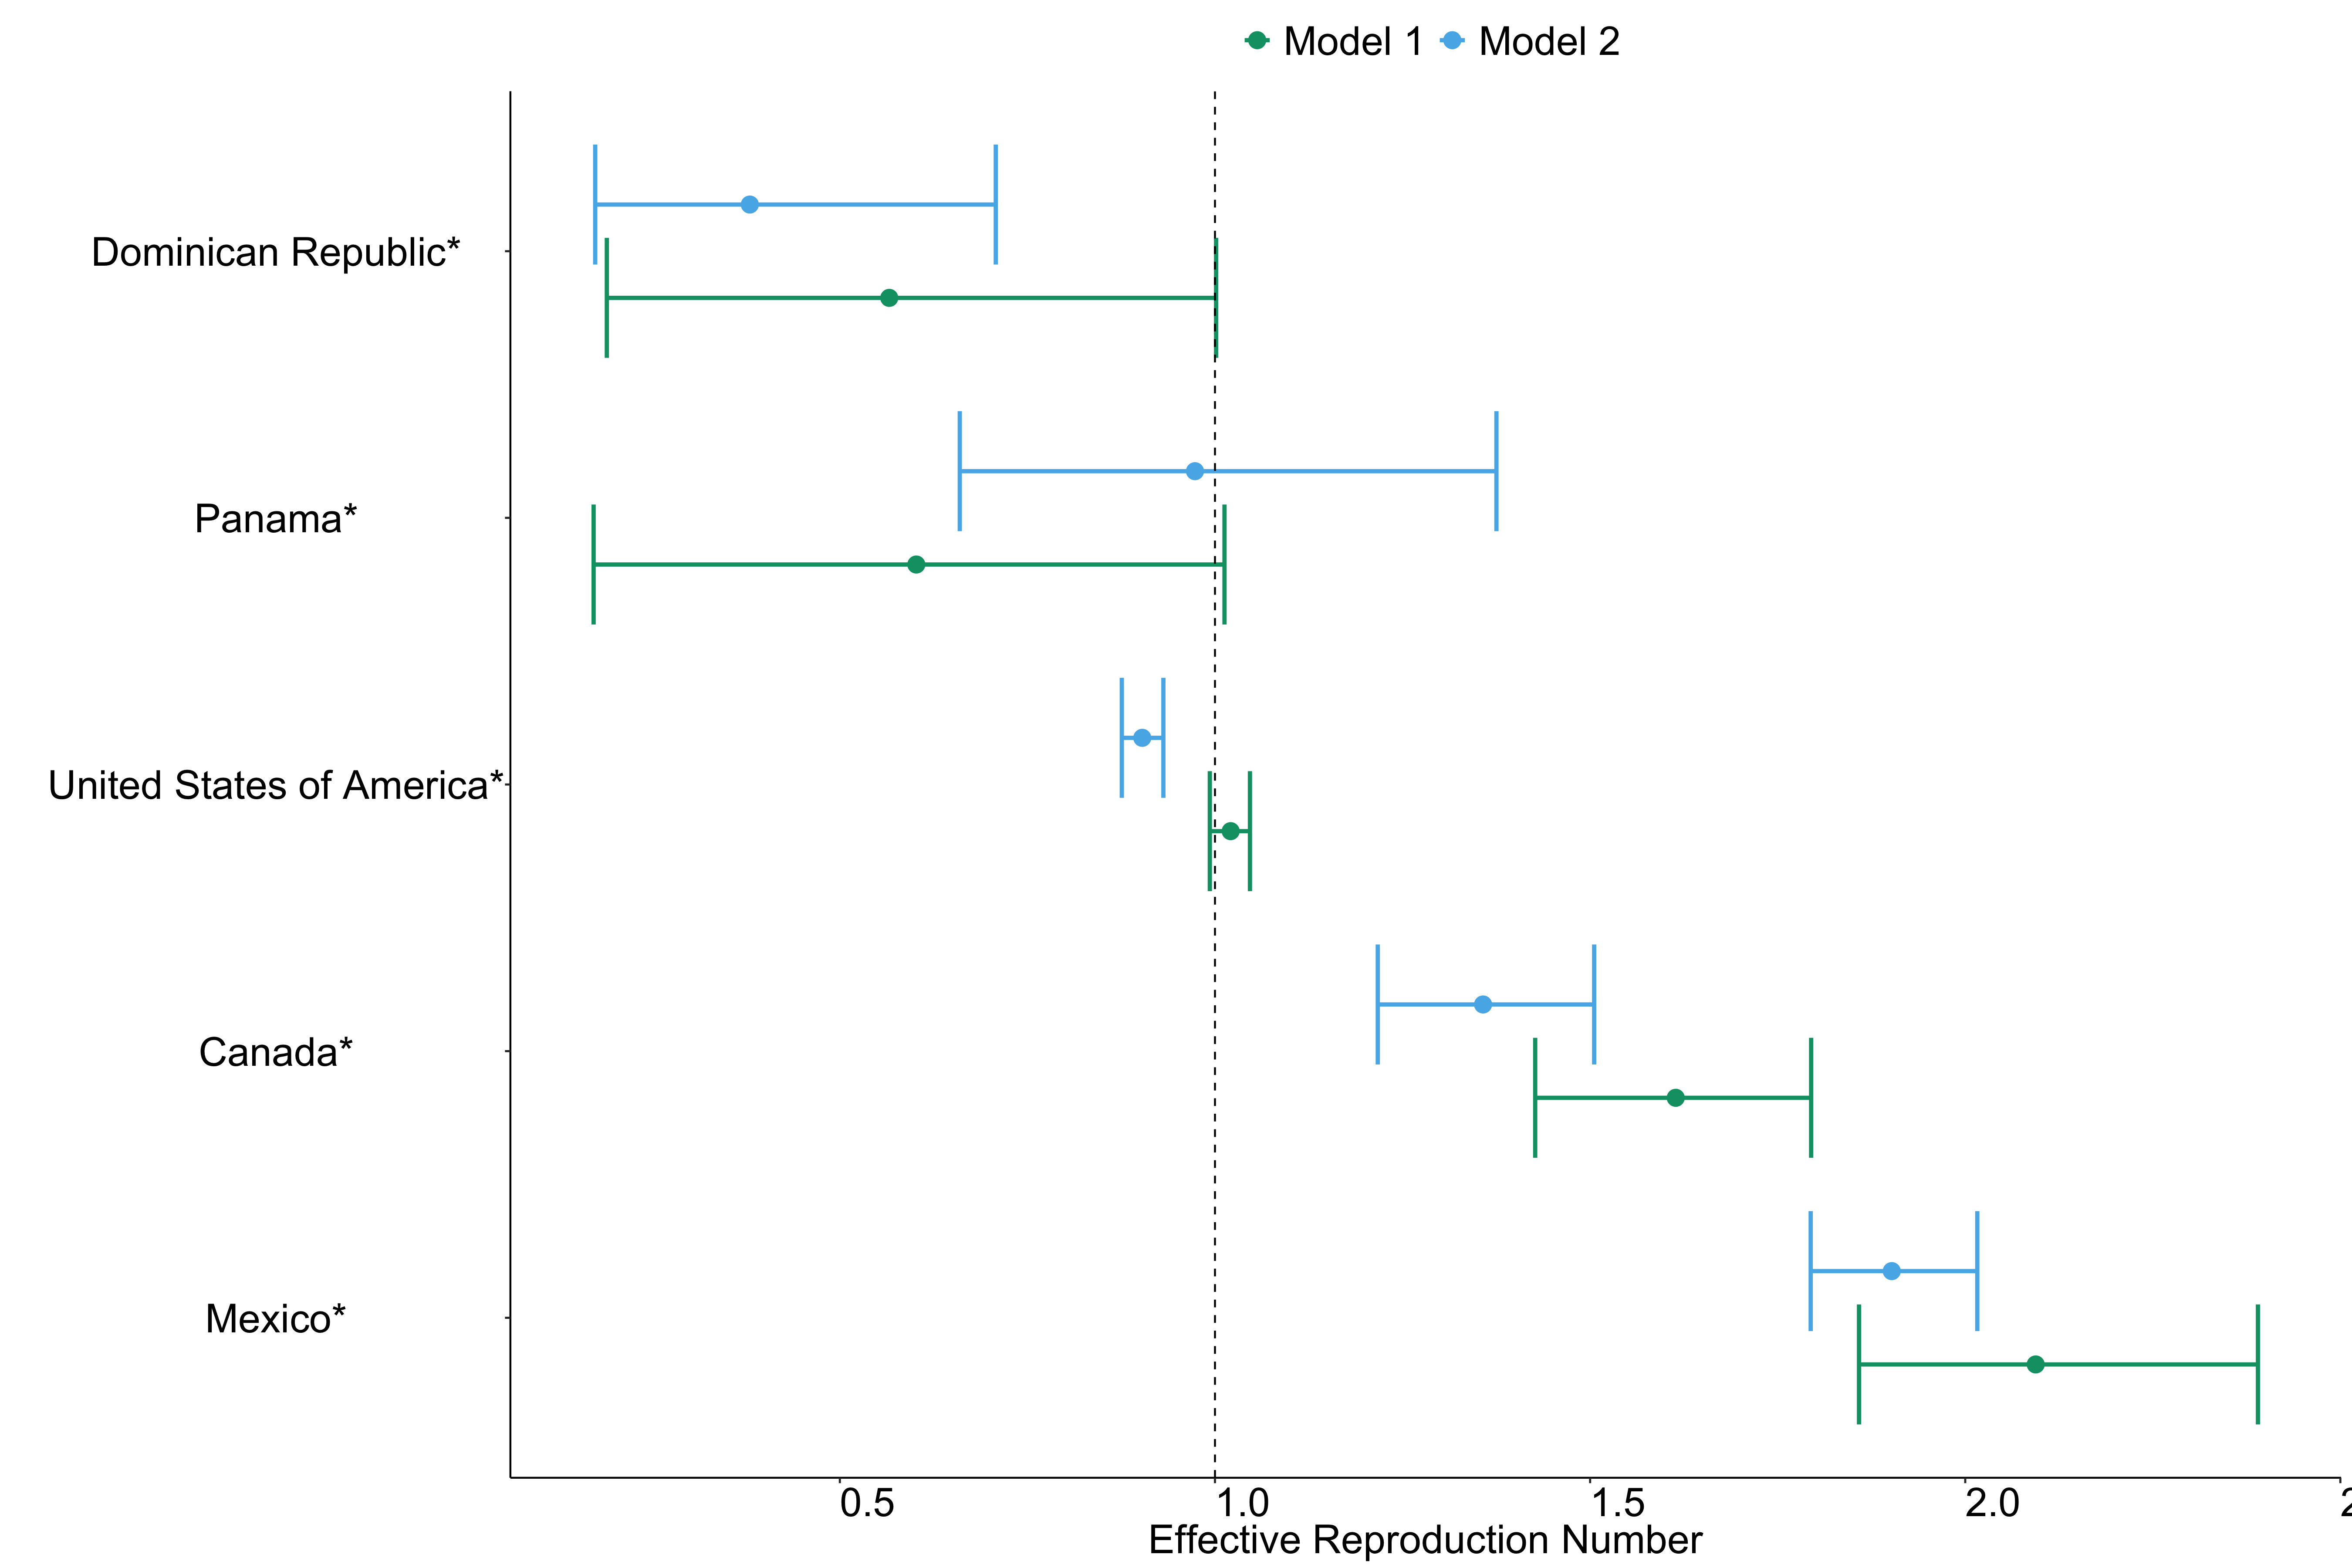 Model 1 Model 2
Dominican Republic*
Panama*
United States of America*
Canada*
Mexico*
0.5 1.0 1.5 2.0
Effective Reproduction Number